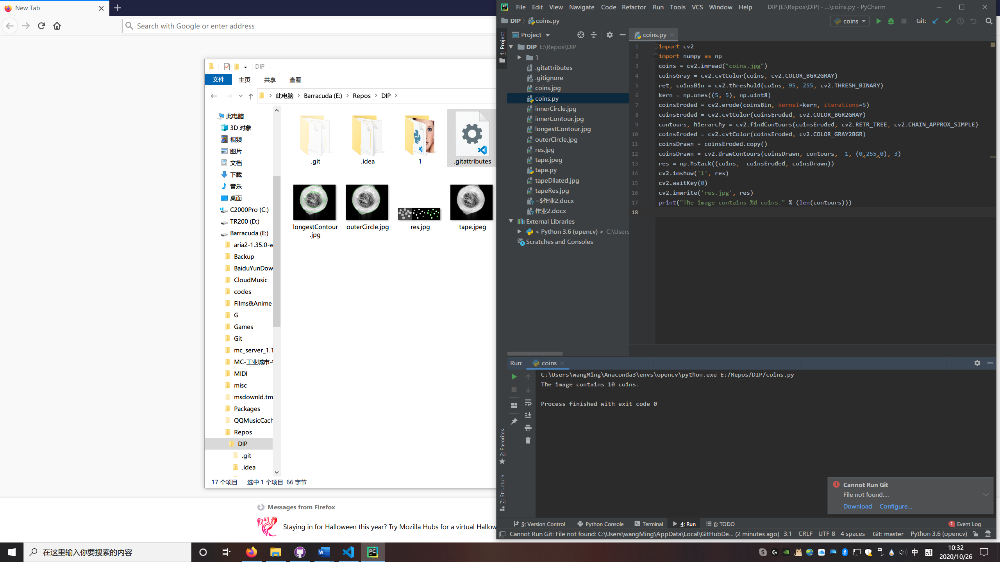 New Tab
Search with Google or enter address
DIP
文件
主页
共享
查看
此电脑
Barracuda (E:)
Repos
DIP
此电脑
3D 对象
视频
图片
文档
下载
音乐
桌面
C2000Pro (C:)
TR200 (D:)
Barracuda (E:)
aria2-1.35.0-w
Backup
BaiduYunDow
CloudMusic
codes
Films&Anime
G
Games
Git
mc_server_1.1
MC-工业城市-
MIDI
misc
msdownld.tm
Packages
QQMusicCach
Repos
DIP
.git
.idea
.git
.idea
1
.gitattributes
longestContour
.jpg
outerCircle.jpg
res.jpg
tape.jpeg
17 个项目
选中 1 个项目 66 字节
Messages from Firefox
Staying in for Halloween this year? Try Mozilla Hubs for a virtual Hallow
File Edit View Navigate Code Refactor Run Tools VCS Window Help
DIP [E:\Repos\DIP] - ...\coins.py - PyCharm
DIP
coins.py
coins
Git:
1: Project
Project
DIP E:\Repos\DIP
1
.gitattributes
.gitignore
coins.jpg
coins.py
innerCircle.jpg
innerContour.jpg
longestContour.jpg
outerCircle.jpg
res.jpg
tape.jpeg
tape.py
tapeDilated.jpg
tapeRes.jpg
~$作业2.docx
作业2.docx
External Libraries
< Python 3.6 (opencv) > C:\Users
Scratches and Consoles
coins.py
1 import cv2
2 import numpy as np
3 coins = cv2.imread("coins.jpg")
4 coinsGray = cv2.cvtColor(coins, cv2.COLOR_BGR2GRAY)
5 ret, coinsBin = cv2.threshold(coins, 95, 255, cv2.THRESH_BINARY)
6 kern = np.ones((5, 5), np.uint8)
7 coinsEroded = cv2.erode(coinsBin, kernel=kern, iterations=5)
8 coinsEroded = cv2.cvtColor(coinsEroded, cv2.COLOR_BGR2GRAY)
9 contours, hierarchy = cv2.findContours(coinsEroded, cv2.RETR_TREE, cv2.CHAIN_APPROX_SIMPLE)
10 coinsEroded = cv2.cvtColor(coinsEroded, cv2.COLOR_GRAY2BGR)
11 coinsDrawn = coinsEroded.copy()
12 coinsDrawn = cv2.drawContours(coinsDrawn, contours, -1, (0,255,0), 3)
13 res = np.hstack((coins,  coinsEroded, coinsDrawn))
14 cv2.imshow('1', res)
15 cv2.waitKey(0)
16 cv2.imwrite('res.jpg', res)
17 print("The image contains %d coins." % (len(contours)))
18
Run:
coins
C:\Users\wangMing\Anaconda3\envs\opencv\python.exe E:/Repos/DIP/coins.py
The image contains 10 coins.
Process finished with exit code 0
2: Favorites
7: Structure
Cannot Run Git
File not found:...
Download Configure...
9: Version Control
Python Console
Terminal
4: Run
6: TODO
1 Event Log
Cannot Run Git: File not found: C:\Users\wangMing\AppData\Local\GitHubDe... (2 minutes ago)
3:1 CRLF UTF-8 4 spaces Git: master Python 3.6 (opencv)
在这里输入你要搜索的内容
中
拼
10:32
2020/10/26